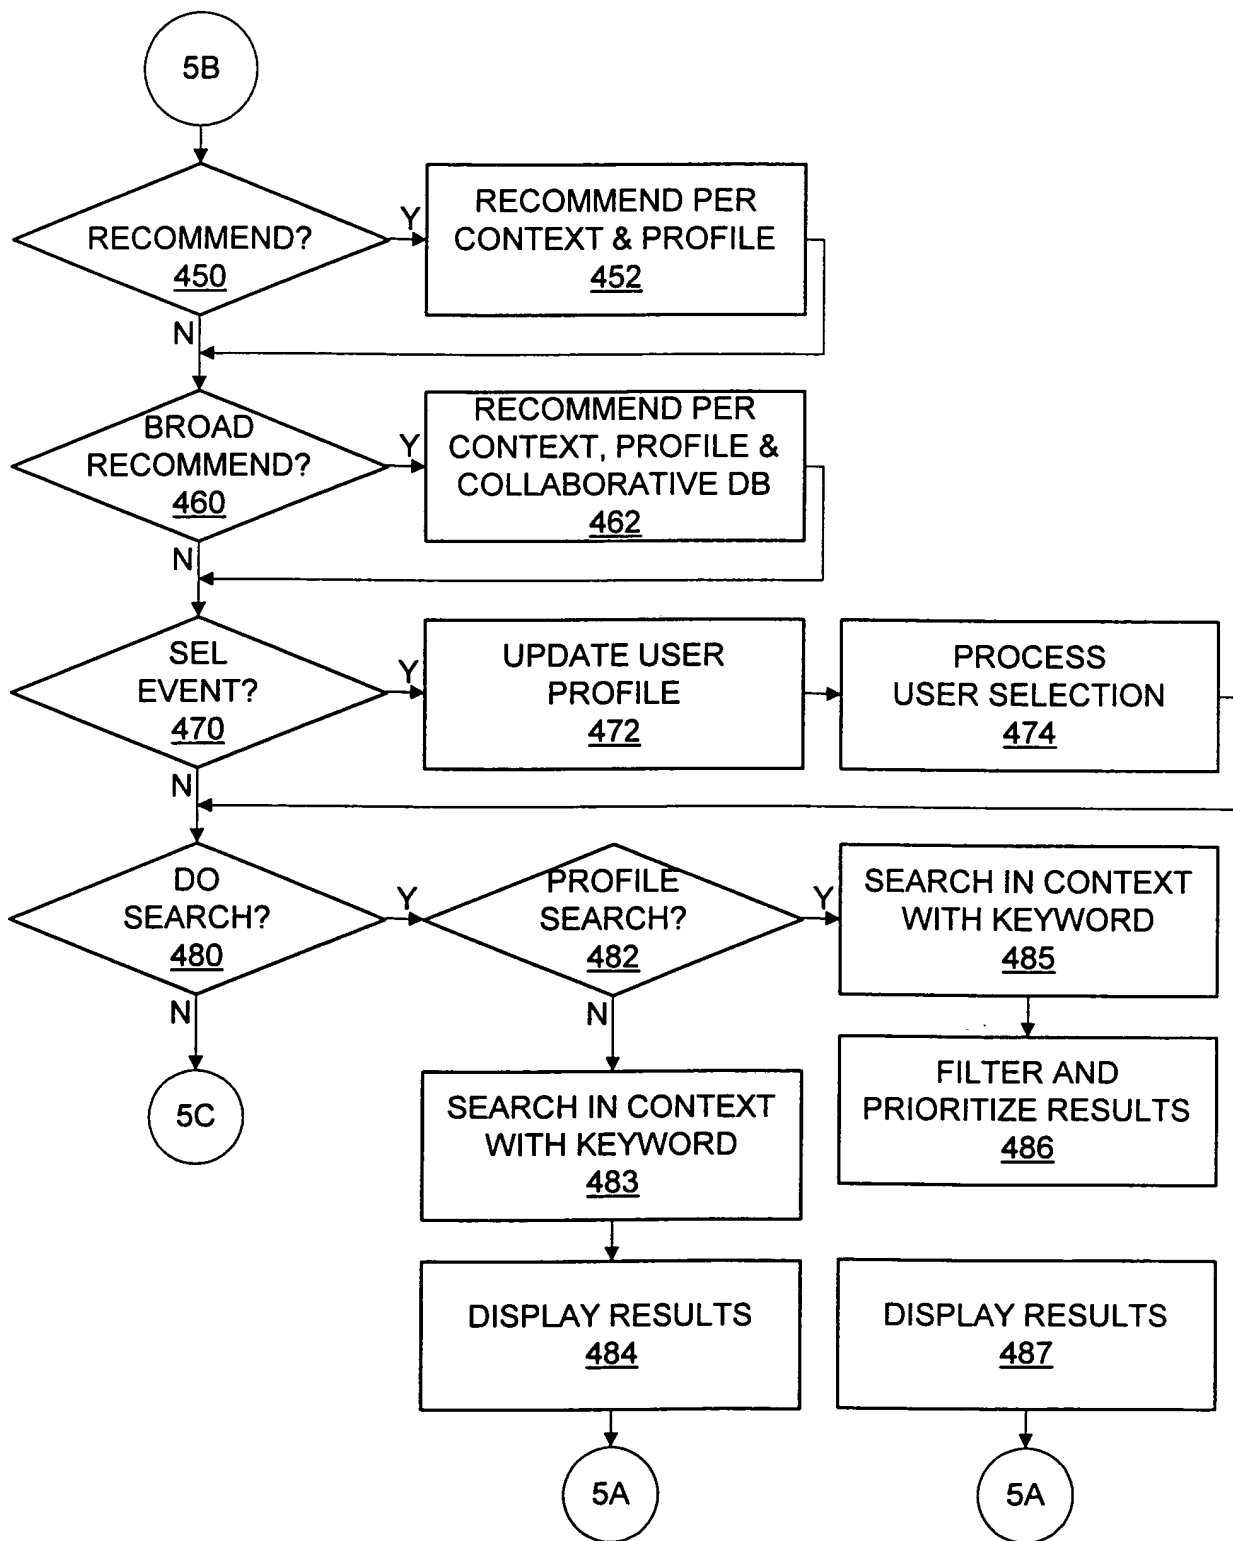 5B
RECOMMEND?
450
Y
RECOMMEND PER
CONTEXT & PROFILE
452
N
BROAD
RECOMMEND?
460
Y
RECOMMEND PER
CONTEXT, PROFILE &
COLLABORATIVE DB
462
N
SEL
EVENT?
470
Y
UPDATE USER
PROFILE
472
PROCESS
USER SELECTION
474
N
DO
SEARCH?
480
Y
PROFILE
SEARCH?
482
Y
SEARCH IN CONTEXT
WITH KEYWORD
485
N
5C
N
SEARCH IN CONTEXT
WITH KEYWORD
483
FILTER AND
PRIORITIZE RESULTS
486
DISPLAY RESULTS
484
DISPLAY RESULTS
487
5A
5A